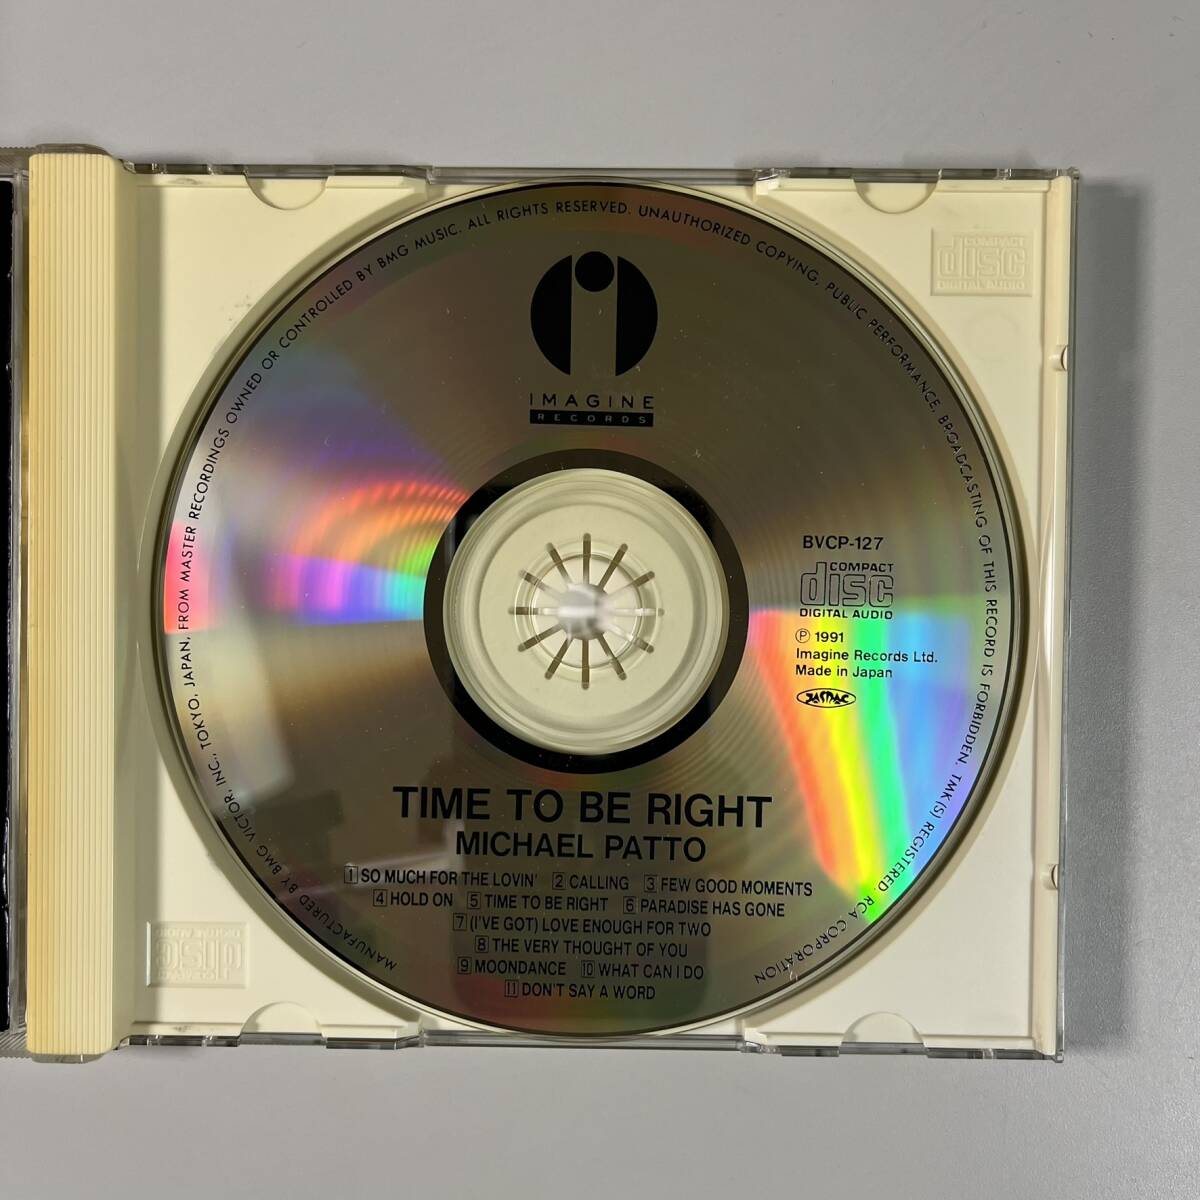 IMAGINE
RECORDS
MANUFACTURED BY BMG VICTOR, INC., TOKYO, JAPAN, FROM MASTER RECORDINGS OWNED OR CONTROLLED BY BMG MUSIC. ALL RIGHTS RESERVED. UNAUTHORIZED COPYING, PUBLIC PERFORMANCE, BROADCASTING OF THIS RECORD IS FORBIDDEN. TMK(S) REGISTERED. RCA CORPORATION
BVCP-127
COMPACT
disc
DIGITAL AUDIO
Ⓟ 1991
Imagine Records Ltd.
Made in Japan
JASRAC
TIME TO BE RIGHT
MICHAEL PATTO
1 SO MUCH FOR THE LOVIN' 2 CALLING 3 FEW GOOD MOMENTS
4 HOLD ON 5 TIME TO BE RIGHT 6 PARADISE HAS GONE
7 (I'VE GOT) LOVE ENOUGH FOR TWO
8 THE VERY THOUGHT OF YOU
9 MOONDANCE 10 WHAT CAN I DO
11 DON'T SAY A WORD
COMPACT
disc
DIGITAL AUDIO
COMPACT
disc
DIGITAL AUDIO